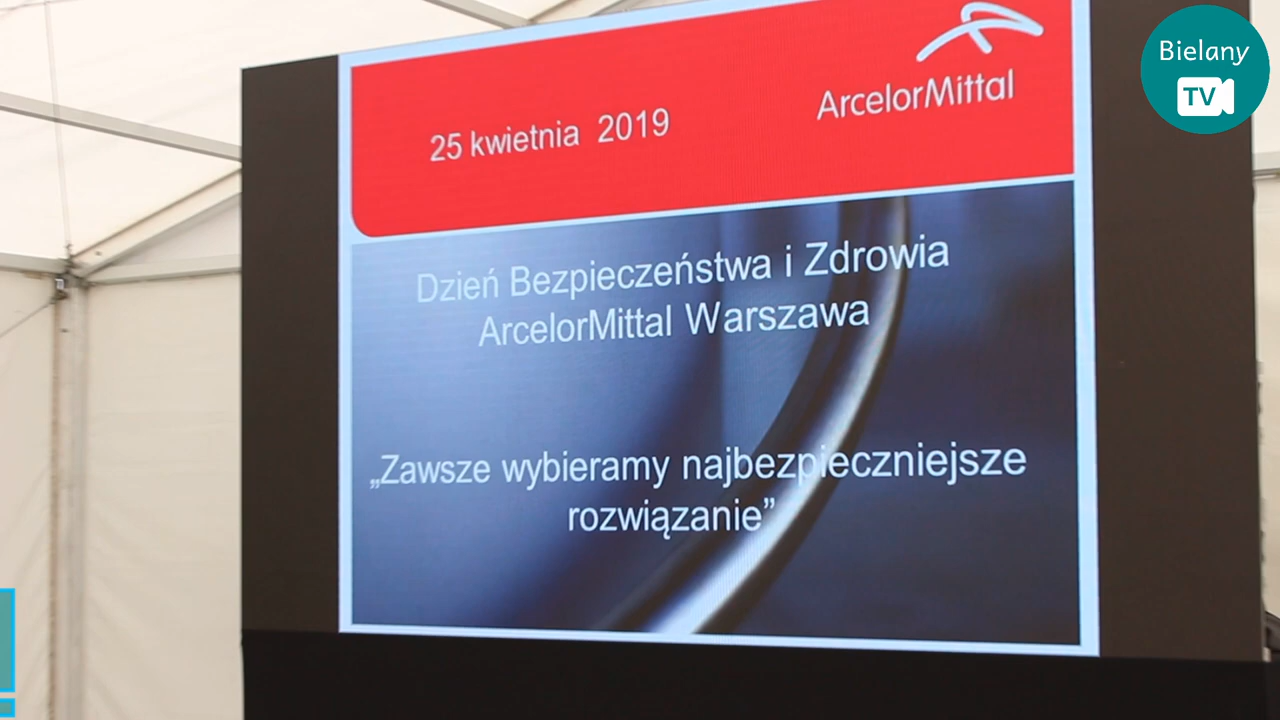 Bielany
TV
ArcelorMittal
25 kwietnia 2019
Dzień Bezpieczeństwa i Zdrowia
ArcelorMittal Warszawa
„Zawsze wybieramy najbezpieczniejsze
rozwiązanie”